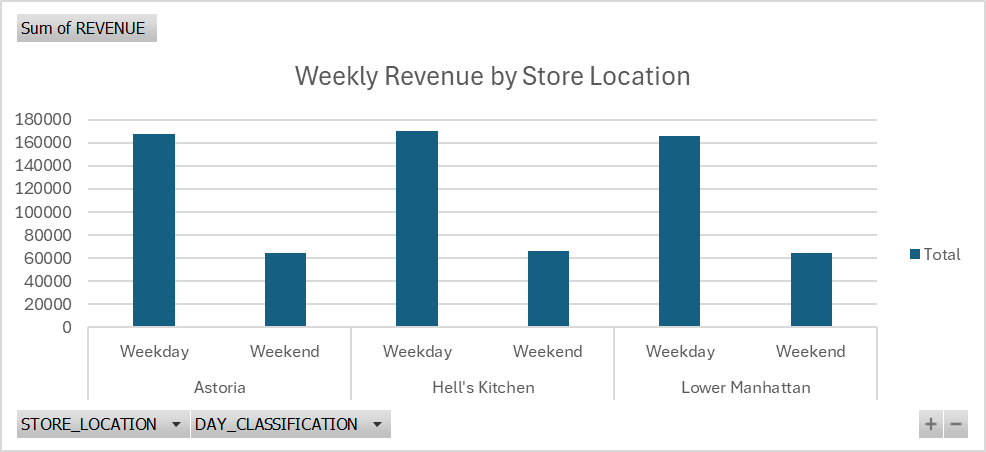 Sum of REVENUE
Weekly Revenue by Store Location
180000
160000
140000
120000
100000
80000
60000
40000
20000
0
Total
Weekday Weekend Weekday Weekend Weekday Weekend
Astoria Hell's Kitchen Lower Manhattan
STORE_LOCATION DAY_CLASSIFICATION + −